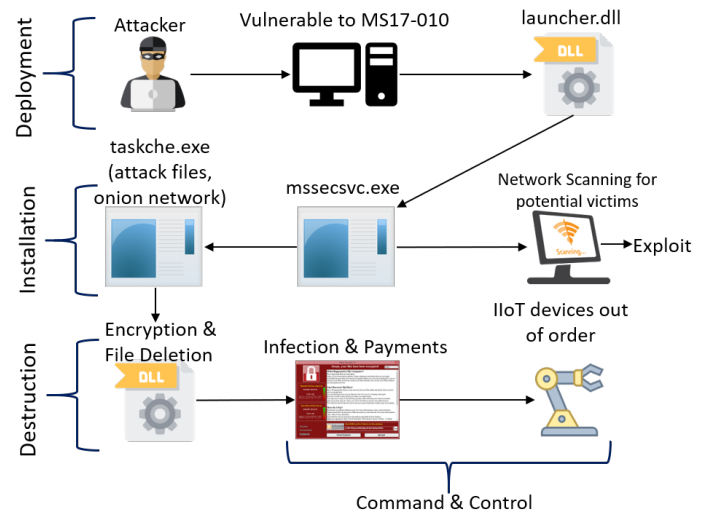 Deployment
Attacker
Vulnerable to MS17-010
launcher.dll
DLL
Installation
taskche.exe
(attack files,
onion network)
mssecsvc.exe
Network Scanning for
potential victims
Scanning...
Exploit
Destruction
Encryption &
File Deletion
DLL
Infection & Payments
IIoT devices out
of order
Command & Control